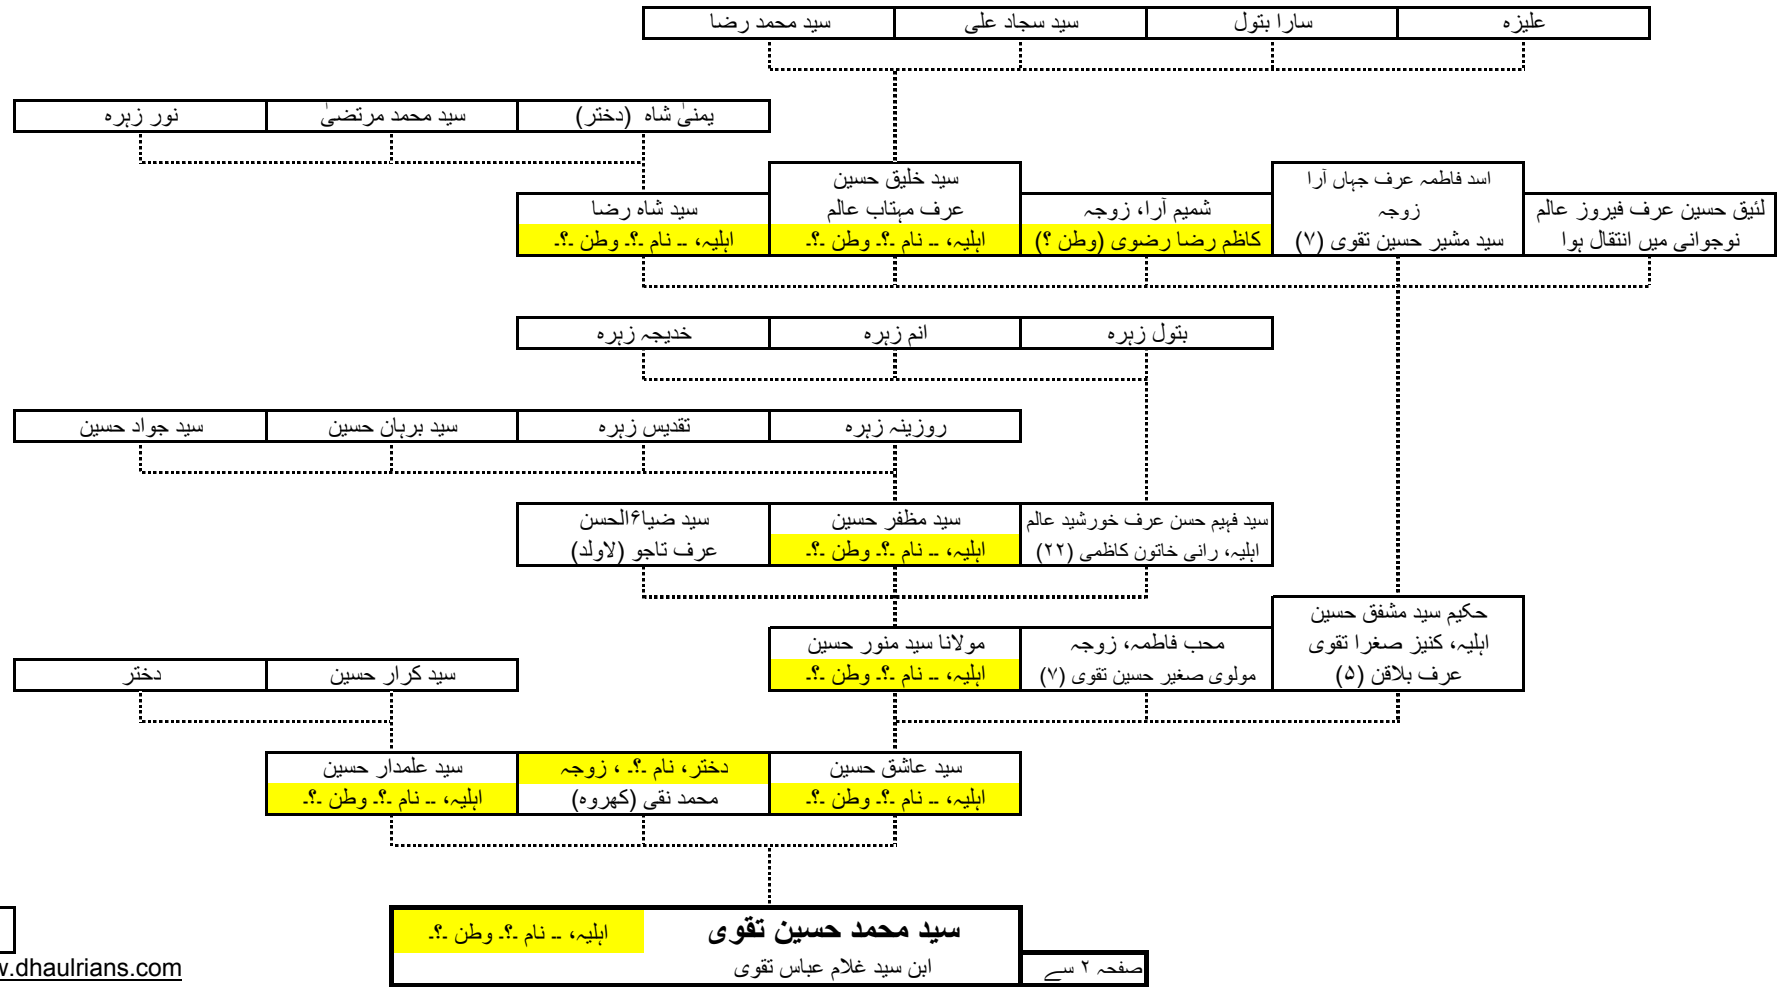 علیزہ
سارا بتول
سید سجاد علی
سید محمد رضا
یمنیٰ شاہ (دختر)
سید محمد مرتضیٰ
نور زہرہ
لئیق حسین عرف فیروز عالم
نوجوانی میں انتقال ہوا
اسد فاطمہ عرف جہاں آرا
زوجہ
سید مشیر حسین تقوی (۷)
شمیم آرا، زوجہ
کاظم رضا رضوی (وطن ؟)
سید خلیق حسین
عرف مہتاب عالم
اہلیہ، ــ نام ـ؟ـ وطن ـ؟ـ
سید شاہ رضا
اہلیہ، ــ نام ـ؟ـ وطن ـ؟ـ
بتول زہرہ
انم زہرہ
خدیجہ زہرہ
روزینہ زہرہ
تقدیس زہرہ
سید برہان حسین
سید جواد حسین
سید فہیم حسن عرف خورشید عالم
اہلیہ، رانی خاتون کاظمی (۲۲)
سید مظفر حسین
اہلیہ، ــ نام ـ؟ـ وطن ـ؟ـ
سید ضیا۶الحسن
عرف تاجو (لاولد)
حکیم سید مشفق حسین
اہلیہ، کنیز صغرا تقوی
عرف بلاقن (۵)
محب فاطمہ، زوجہ
مولوی صغیر حسین تقوی (۷)
مولانا سید منور حسین
اہلیہ، ــ نام ـ؟ـ وطن ـ؟ـ
سید کرار حسین
دختر
سید عاشق حسین
اہلیہ، ــ نام ـ؟ـ وطن ـ؟ـ
دختر، نام ـ؟ـ ، زوجہ
محمد نقی (کھروہ)
سید علمدار حسین
اہلیہ، ــ نام ـ؟ـ وطن ـ؟ـ
سید محمد حسین تقوی
اہلیہ، ــ نام ـ؟ـ وطن ـ؟ـ
ابن سید غلام عباس تقوی
صفحہ ۲ سے
w.dhaulrians.com